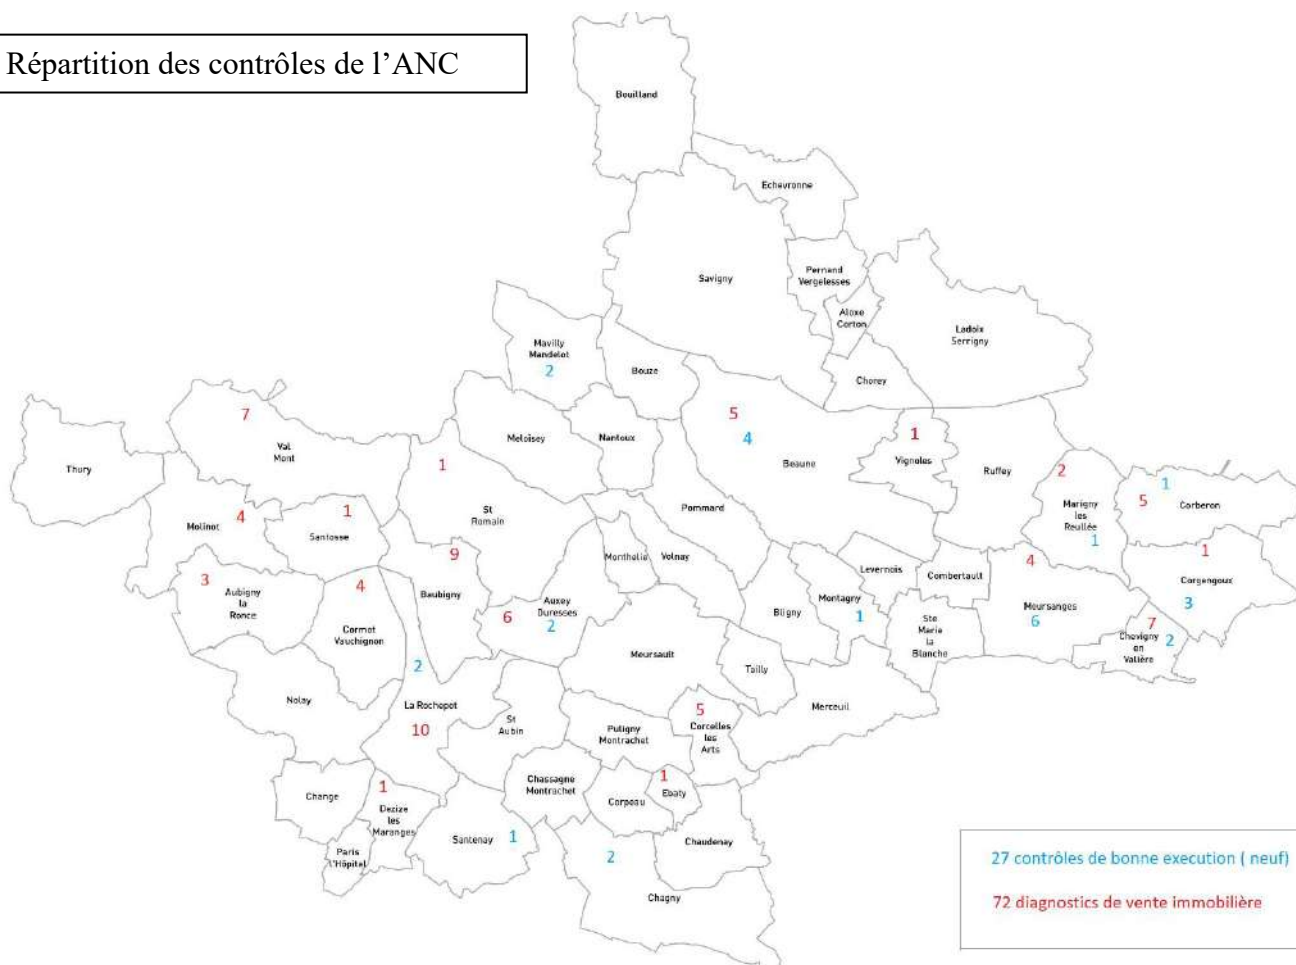 Répartition des contrôles de l’ANC
Bouilland
Echevronne
Savigny
Pernand
Vergelesses
Aloxe
Corton
Ladoix
Serrigny
Mavilly
Mandelot
2
Bouze
Chorey
7
Val
Mont
Thury
Meloisey
Nantoux
5
4
Beaune
1
Vignoles
Ruffey
2
Marigny
les
Reullée
1
1
5
Corberon
1
St
Romain
Pommard
4
Molinot
1
Santosse
9
Baubigny
Monthelie
Volnay
Levernois
Combertault
4
Meursanges
6
1
Corgengoux
3
3
Aubigny
la
Ronce
4
Cormot
Vauchignon
6
Auxey
Duresses
2
Bligny
Montagny
1
Ste
Marie
la
Blanche
7
Chevigny
en
Valière
2
2
Meursault
Tailly
Nolay
La Rochepot
10
St
Aubin
Puligny
Montrachet
5
Corcelles
les
Arts
Merceuil
Change
1
Dezize
les
Maranges
Chassagne
Montrachet
Corpeau
1
Ebaty
Paris
l'Hôpital
Santenay
1
Chaudenay
2
Chagny
27 contrôles de bonne execution ( neuf)
72 diagnostics de vente immobilière